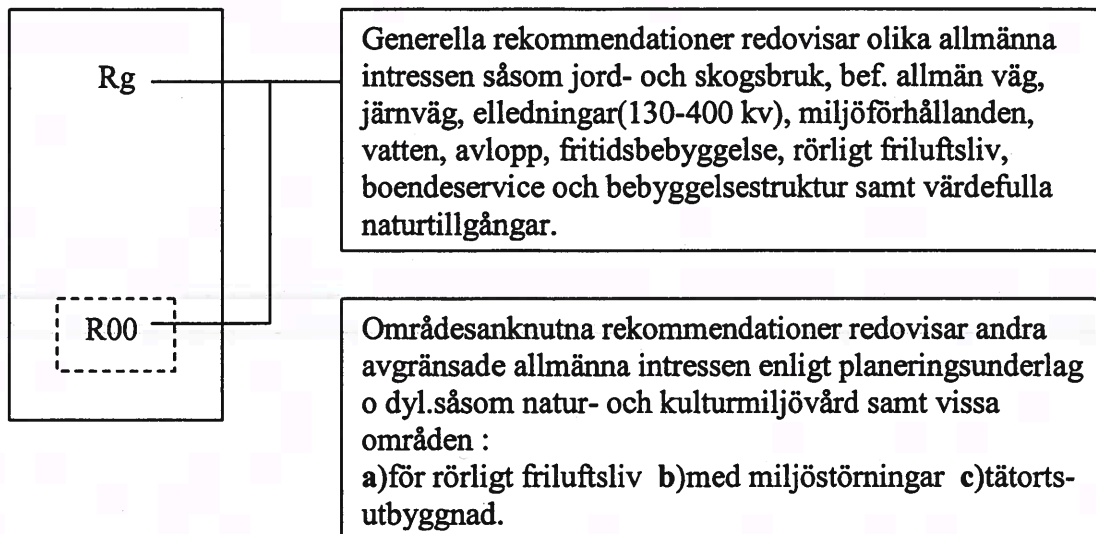 Rg
Generella rekommendationer redovisar olika allmänna
intressen såsom jord- och skogsbruk, bef. allmän väg,
järnväg, elledningar(130-400 kv), miljöförhållanden,
vatten, avlopp, fritidsbebyggelse, rörligt friluftsliv,
boendeservice och bebyggelsestruktur samt värdefulla
naturtillgångar.
R00
Områdesanknutna rekommendationer redovisar andra
avgränsade allmänna intressen enligt planeringsunderlag
o dyl.såsom natur- och kulturmiljövård samt vissa
områden :
a)för rörligt friluftsliv b)med miljöstörningar c)tätorts-
utbyggnad.